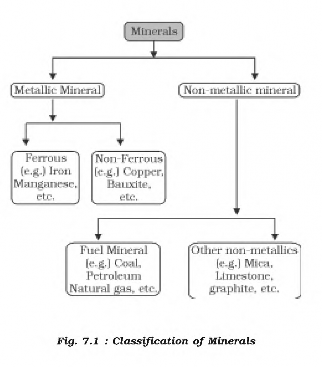 Minerals
Metallic Mineral
Non-metallic mineral
Ferrous
(e.g.) Iron
Manganese,
etc.
Non-Ferrous
(e.g.) Copper,
Bauxite,
etc.
Fuel Mineral
(e.g.) Coal,
Petroleum
Natural gas, etc.
Other non-metallics
(e.g.) Mica,
Limestone,
graphite, etc.
Fig. 7.1 : Classification of Minerals